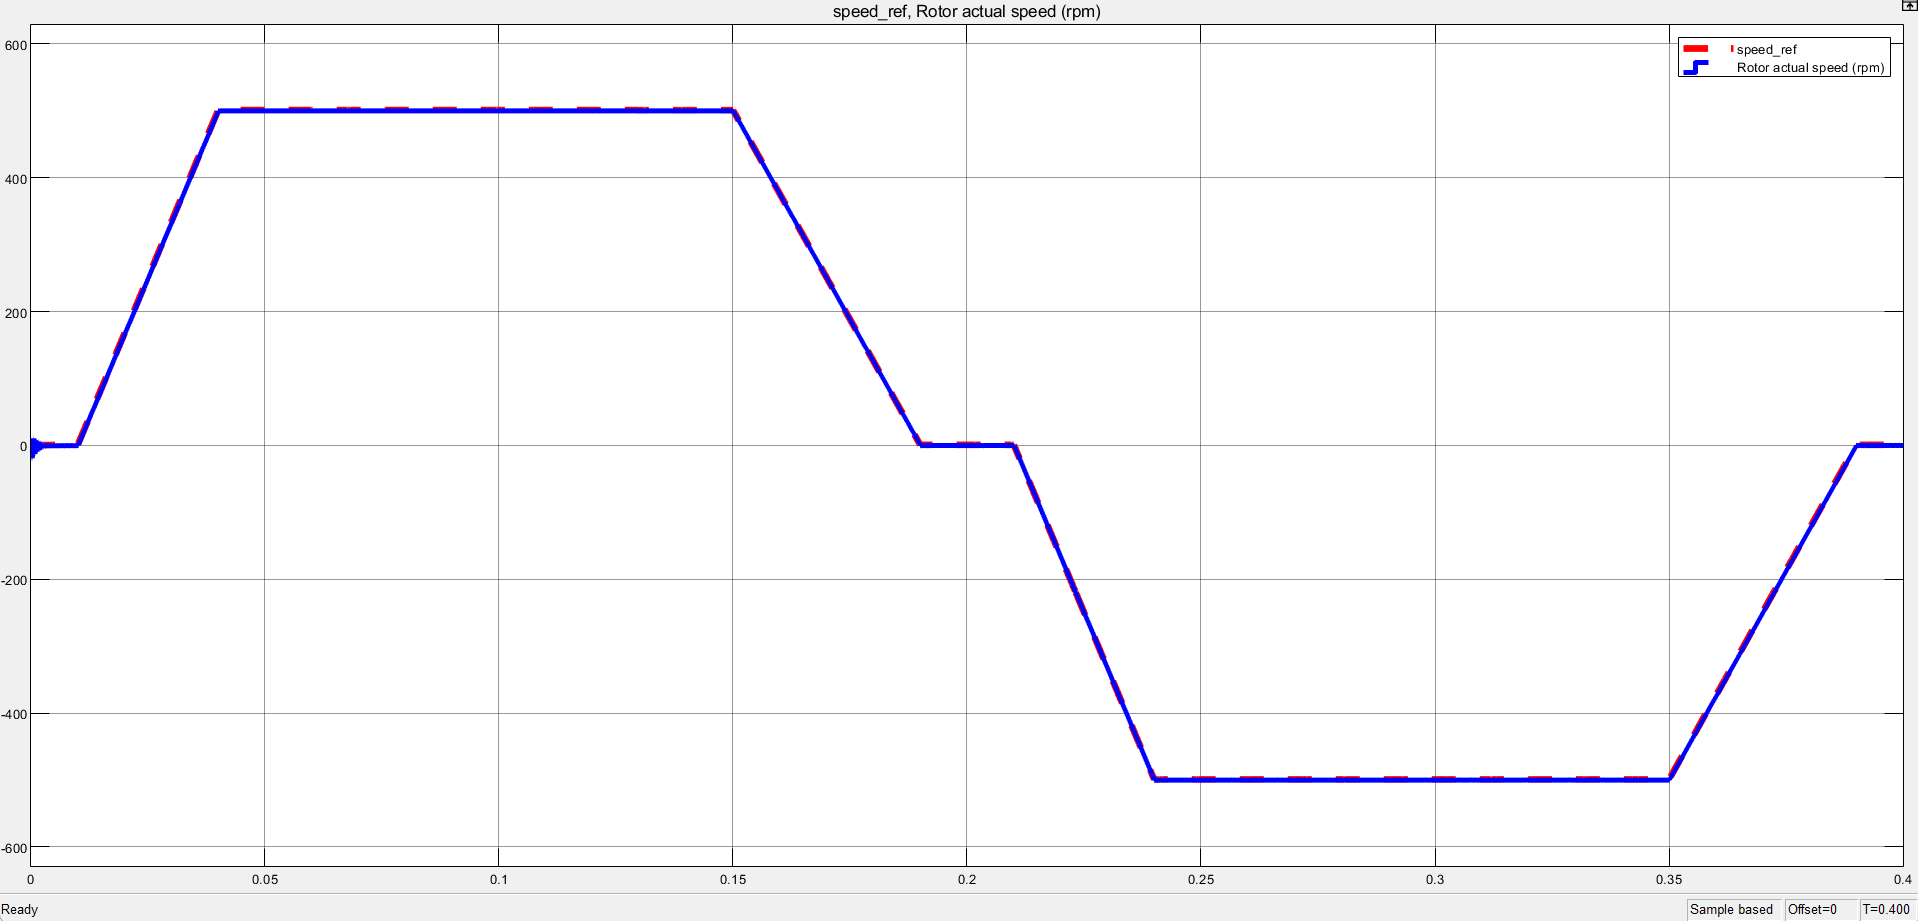 speed_ref, Rotor actual speed (rpm)
speed_ref
Rotor actual speed (rpm)
600
400
200
0
-200
-400
-600
0 0.05 0.1 0.15 0.2 0.25 0.3 0.35 0.4
Ready Sample based Offset=0 T=0.400